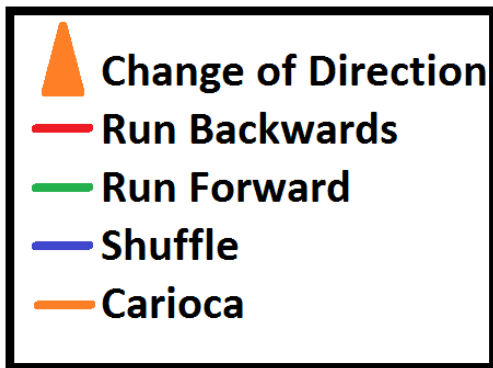 Change of Direction
Run Backwards
Run Forward
Shuffle
Carioca